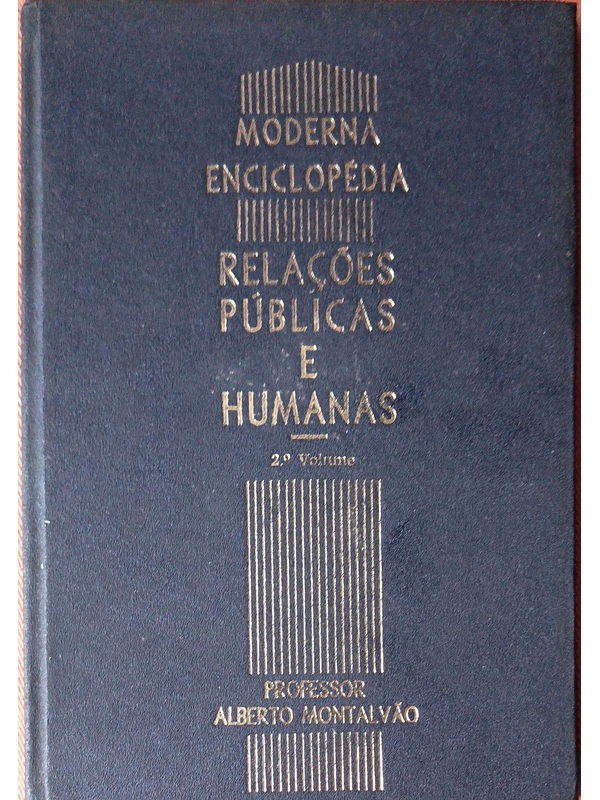 MODERNA
ENCICLOPÉDIA
RELAÇÕES
PÚBLICAS
E
HUMANAS
2.º Volume
PROFESSOR
ALBERTO MONTALVÃO